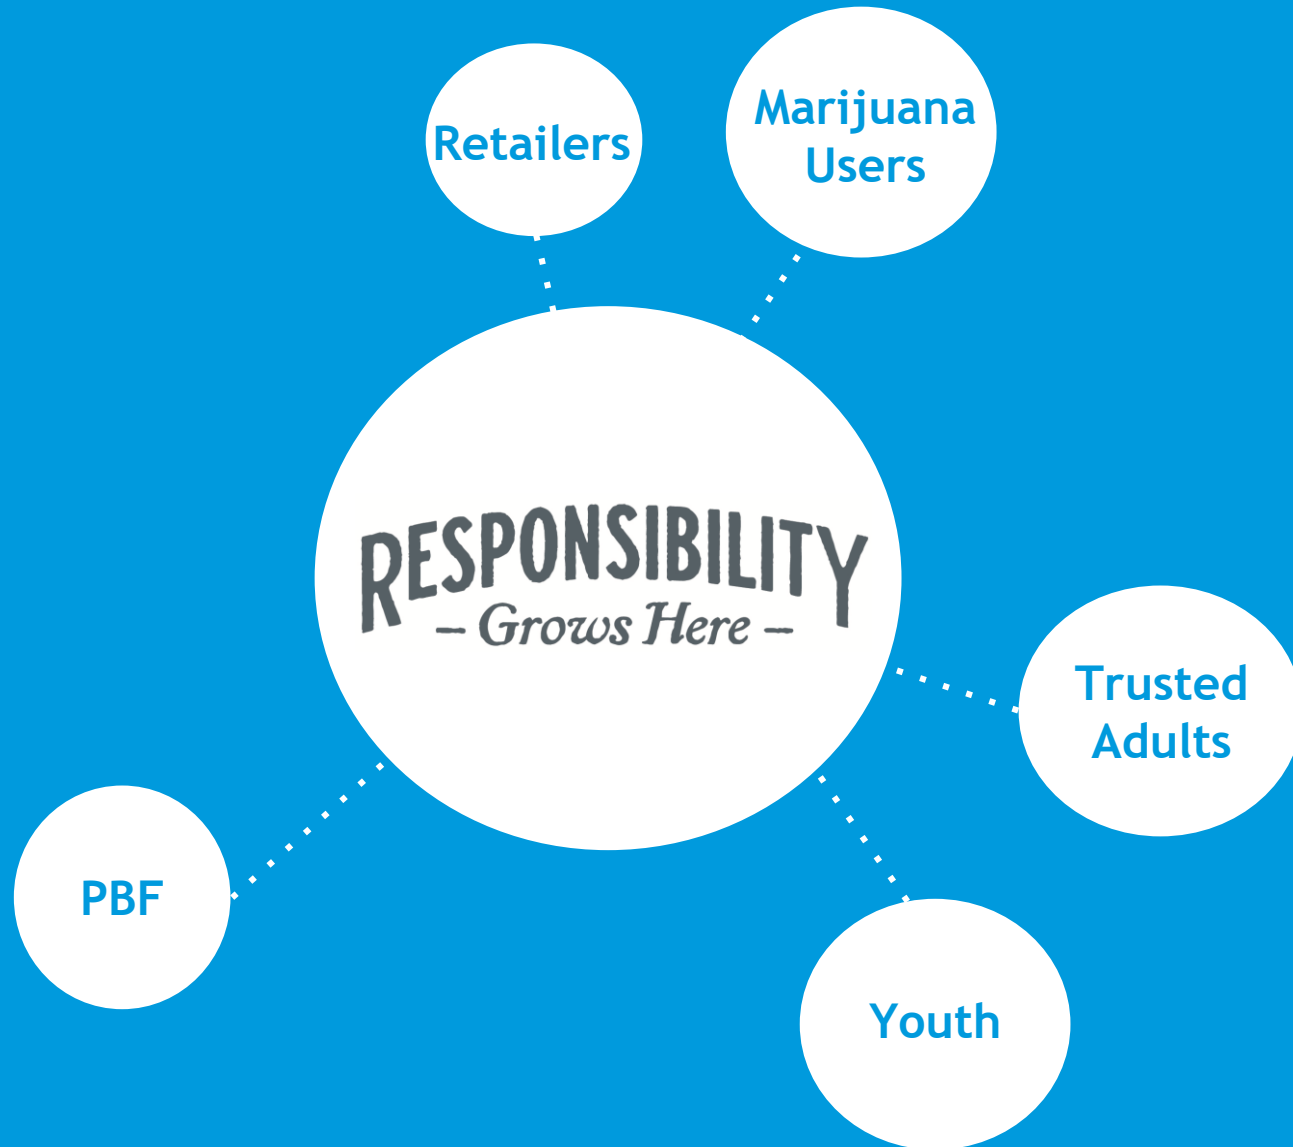 Retailers
Marijuana
Users
RESPONSIBILITY
– Grows Here –
Trusted
Adults
PBF
Youth